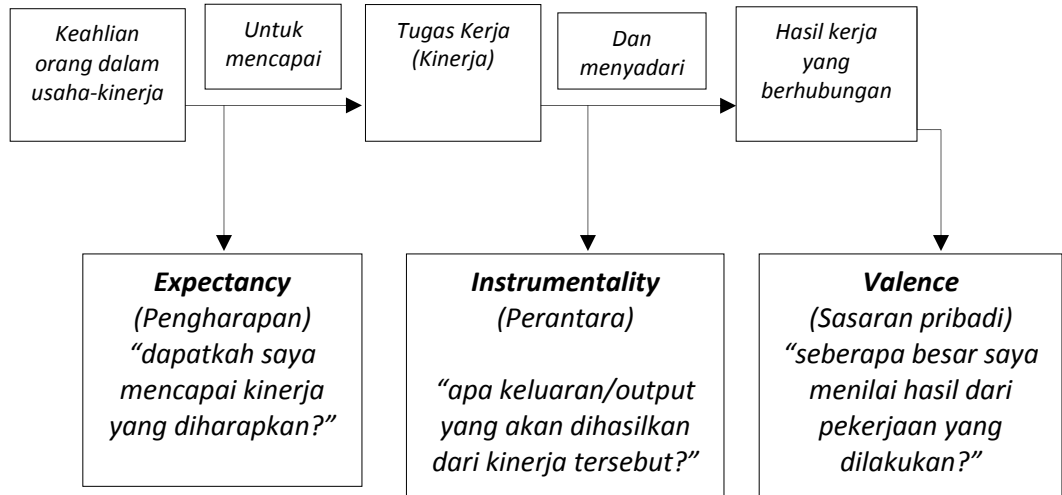 Keahlian
orang dalam
usaha-kinerja
Untuk
mencapai
Tugas Kerja
(Kinerja)
Dan
menyadari
Hasil kerja
yang
berhubungan
Expectancy
(Pengharapan)
“dapatkah saya
mencapai kinerja
yang diharapkan?”
Instrumentality
(Perantara)
“apa keluaran/output
yang akan dihasilkan
dari kinerja tersebut?”
Valence
(Sasaran pribadi)
“seberapa besar saya
menilai hasil dari
pekerjaan yang
dilakukan?”